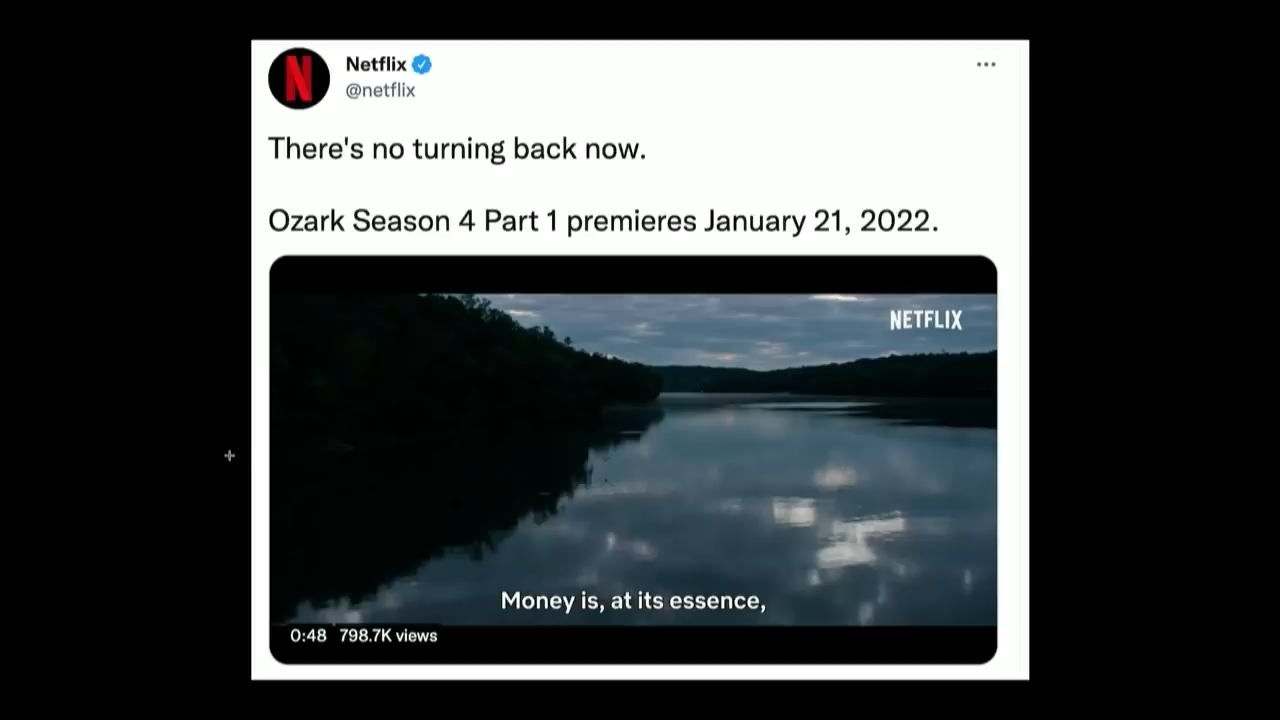 Netflix
@netflix
There's no turning back now.
Ozark Season 4 Part 1 premieres January 21, 2022.
NETFLIX
Money is, at its essence,
0:48 798.7K views